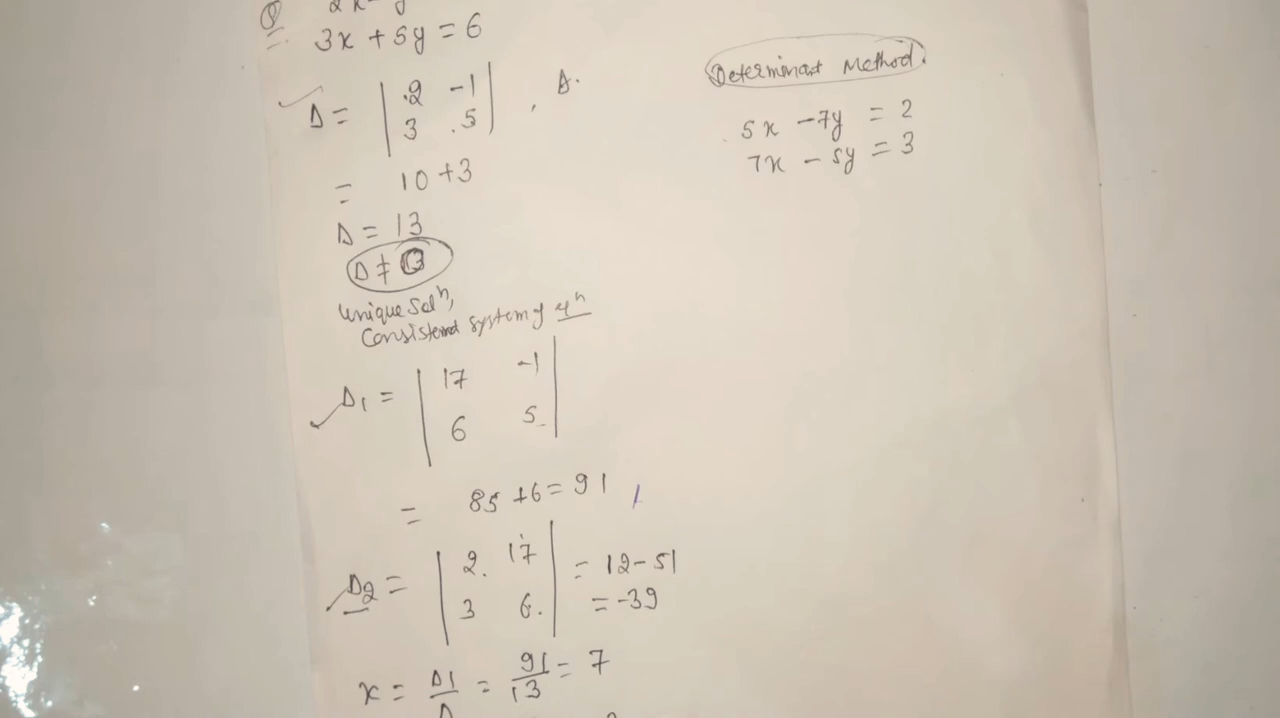 Q
3x + 5y = 6
Δ = | 2 -1 |
| 3 5 | , Δ.
= 10 + 3
Δ = 13
Δ ≠ 0
Unique Solⁿ,
Consistent system of eqⁿ
Δ1 = | 17 -1 |
| 6 5 |
= 85 + 6 = 91
Δ2 = | 2 17 | = 12 - 51
| 3 6 | = -39
x = Δ1/Δ = 91/13 = 7
Determinant Method.
5x - 7y = 2
7x - 5y = 3